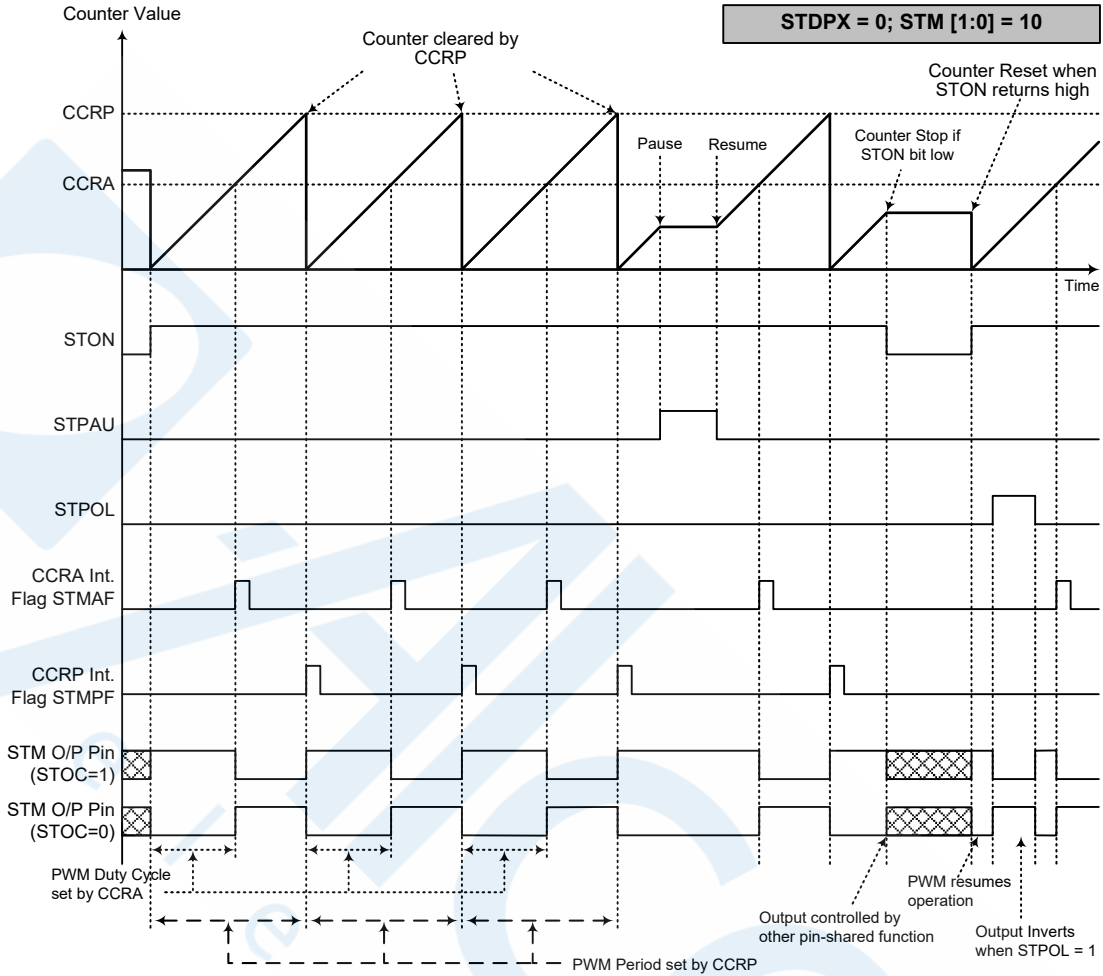 Counter Value
STDPX = 0; STM [1:0] = 10
Counter cleared by
CCRP
Counter Reset when
STON returns high
CCRP
Pause
Resume
Counter Stop if
STON bit low
CCRA
Time
STON
STPAU
STPOL
CCRA Int.
Flag STMAF
CCRP Int.
Flag STMPF
STM O/P Pin
(STOC=1)
STM O/P Pin
(STOC=0)
PWM Duty Cycle
set by CCRA
PWM resumes
operation
Output controlled by
other pin-shared function
Output Inverts
when STPOL = 1
PWM Period set by CCRP